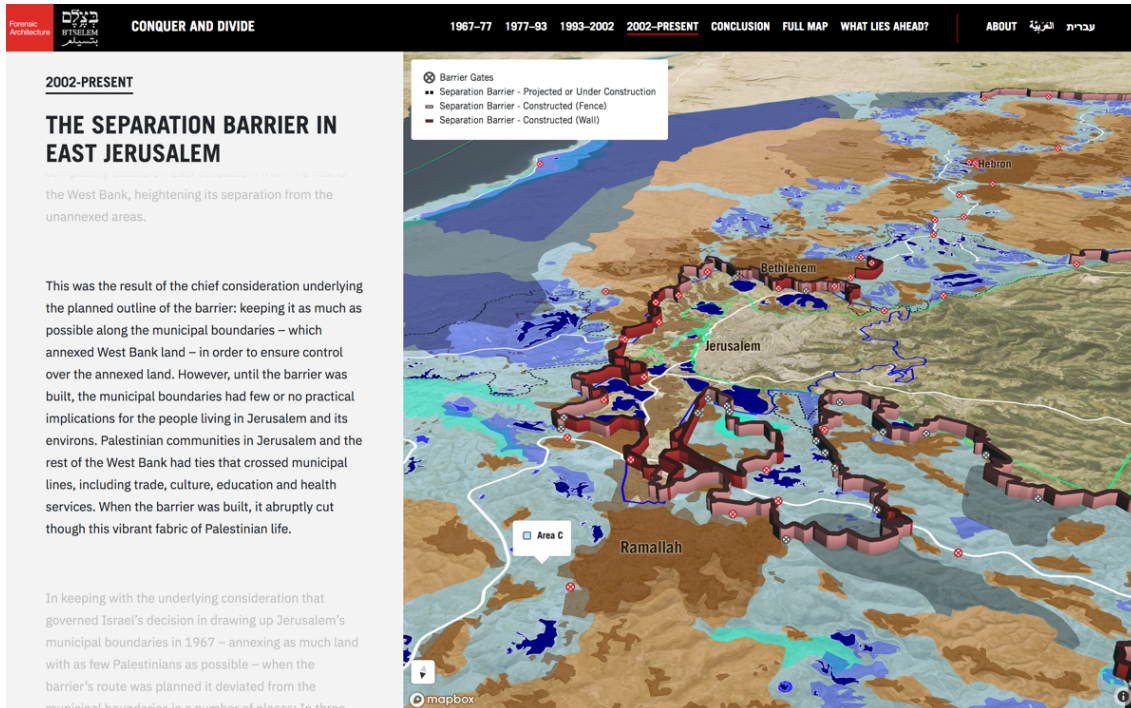 Forensic
Architecture
בצלם
B'TSELEM
بتسيلم
CONQUER AND DIVIDE
1967–77 1977–93 1993–2002 2002–PRESENT CONCLUSION FULL MAP WHAT LIES AHEAD? ABOUT العَرَبِيَّة עברית
2002-PRESENT
THE SEPARATION BARRIER IN
EAST JERUSALEM
the West Bank, heightening its separation from the
unannexed areas.
This was the result of the chief consideration underlying
the planned outline of the barrier: keeping it as much as
possible along the municipal boundaries – which
annexed West Bank land – in order to ensure control
over the annexed land. However, until the barrier was
built, the municipal boundaries had few or no practical
implications for the people living in Jerusalem and its
environs. Palestinian communities in Jerusalem and the
rest of the West Bank had ties that crossed municipal
lines, including trade, culture, education and health
services. When the barrier was built, it abruptly cut
though this vibrant fabric of Palestinian life.
In keeping with the underlying consideration that
governed Israel's decision in drawing up Jerusalem's
municipal boundaries in 1967 – annexing as much land
with as few Palestinians as possible – when the
barrier's route was planned it deviated from the
municipal boundaries in a number of places: In three
Barrier Gates
Separation Barrier - Projected or Under Construction
Separation Barrier - Constructed (Fence)
Separation Barrier - Constructed (Wall)
Hebron
Bethlehem
Jerusalem
Area C
Ramallah
mapbox